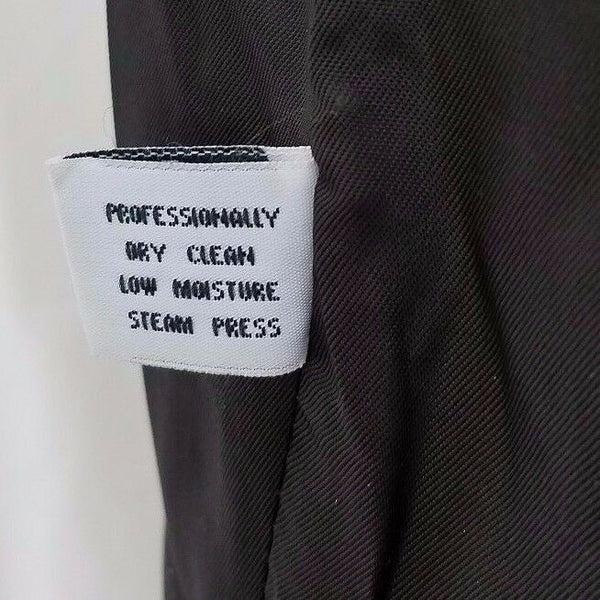 PROFESSIONALLY
DRY CLEAN
LOW MOISTURE
STEAM PRESS